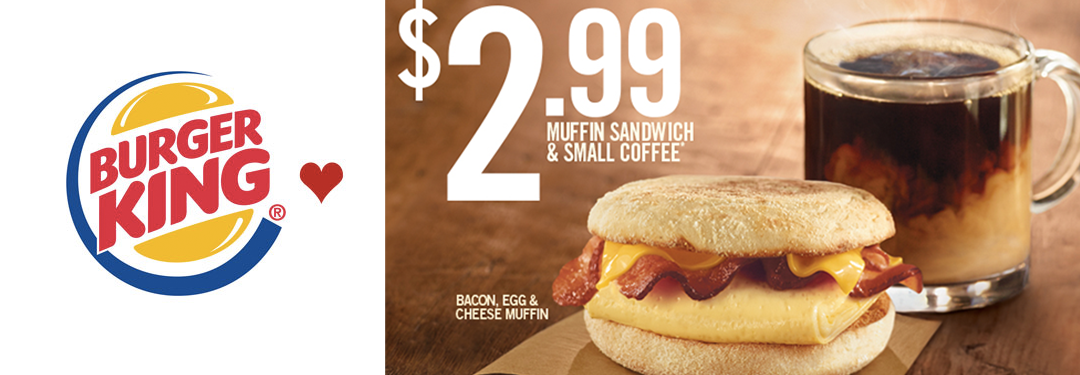 BURGER
KING®
$2.99
MUFFIN SANDWICH
& SMALL COFFEE*
BACON, EGG &
CHEESE MUFFIN